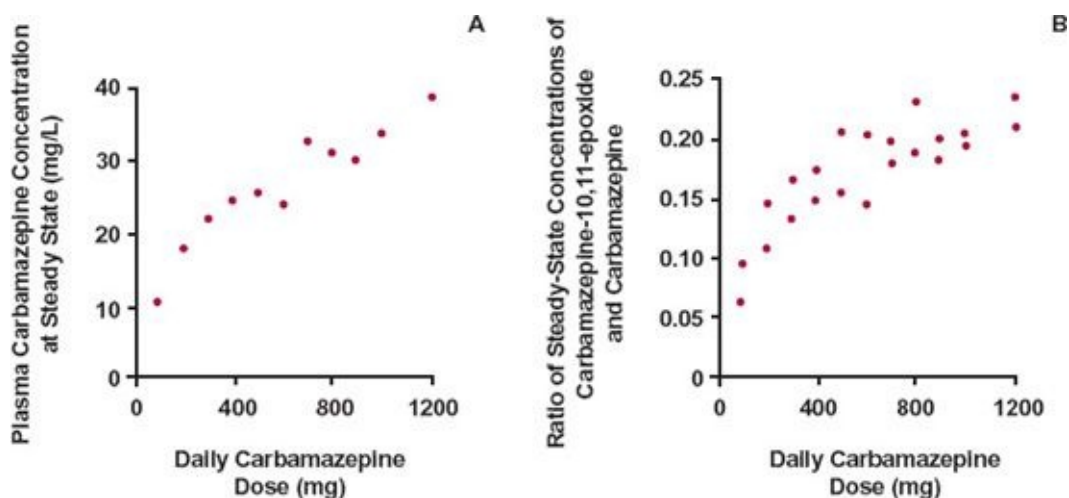 A
Plasma Carbamazepine Concentration
at Steady State (mg/L)
40
30
20
10
0
0
400
800
1200
Daily Carbamazepine
Dose (mg)
B
Ratio of Steady-State Concentrations of
Carbamazepine-10,11-epoxide
and Carbamazepine
0.25
0.20
0.15
0.10
0.05
0
0
400
800
1200
Daily Carbamazepine
Dose (mg)